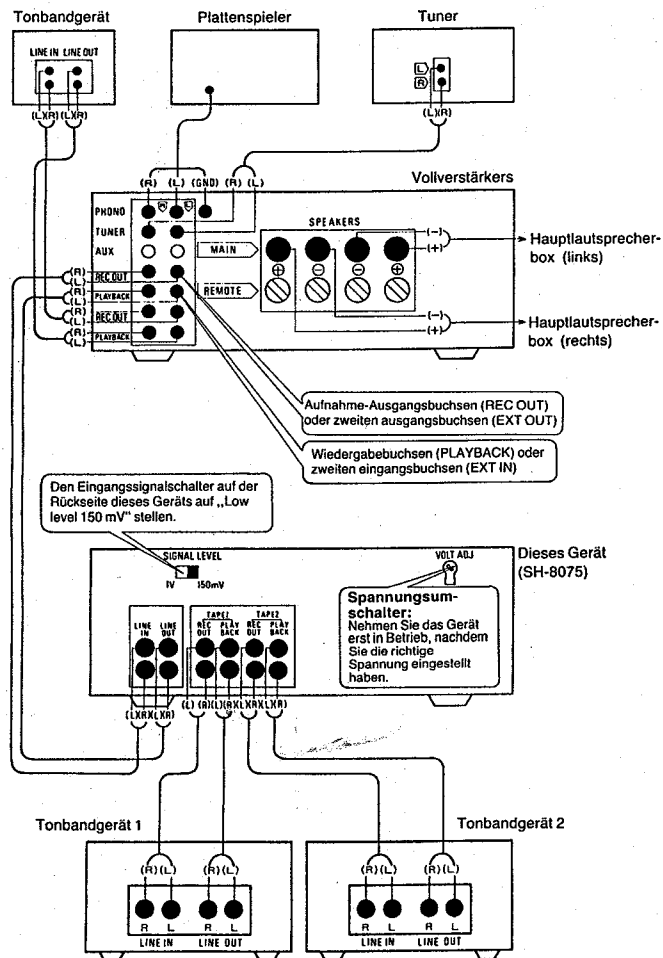 Tonbandgerät
Plattenspieler
Tuner
LINE IN LINE OUT
L
R
(L)(R) (L)(R)
(L)(R)
(R) (L) (GND) (R) (L)
Vollverstärkers
PHONO
R
L
TUNER
AUX
SPEAKERS
MAIN
REMOTE
+ − − +
(−)
(+)
Hauptlautsprecher-
box (links)
(−)
(+)
Hauptlautsprecher-
box (rechts)
(R)
(L)
REC OUT
(R)
(L)
PLAYBACK
(R)
(L)
REC OUT
(R)
(L)
PLAYBACK
Aufnahme-Ausgangsbuchsen (REC OUT)
oder zweiten ausgangsbuchsen (EXT OUT)
Wiedergabebuchsen (PLAYBACK) oder
zweiten eingangsbuchsen (EXT IN)
Den Eingangssignalschalter auf der
Rückseite dieses Geräts auf „Low
level 150 mV" stellen.
SIGNAL LEVEL
1V 150mV
VOLT ADJ
Dieses Gerät
(SH-8075)
Spannungsum-
schalter:
Nehmen Sie das Gerät
erst in Betrieb, nachdem
Sie die richtige
Spannung eingestellt
haben.
LINE IN
LINE OUT
TAPE2 TAPE2
REC OUT
PLAY BACK
REC OUT
PLAY BACK
(L)(R)(L)(R)
(L) (R)(L)(R)(L)(R)(L)(R)
Tonbandgerät 1
Tonbandgerät 2
(R)(L) (R)(L)
(R)(L) (R)(L)
R L R L
LINE IN LINE OUT
R L R L
LINE IN LINE OUT